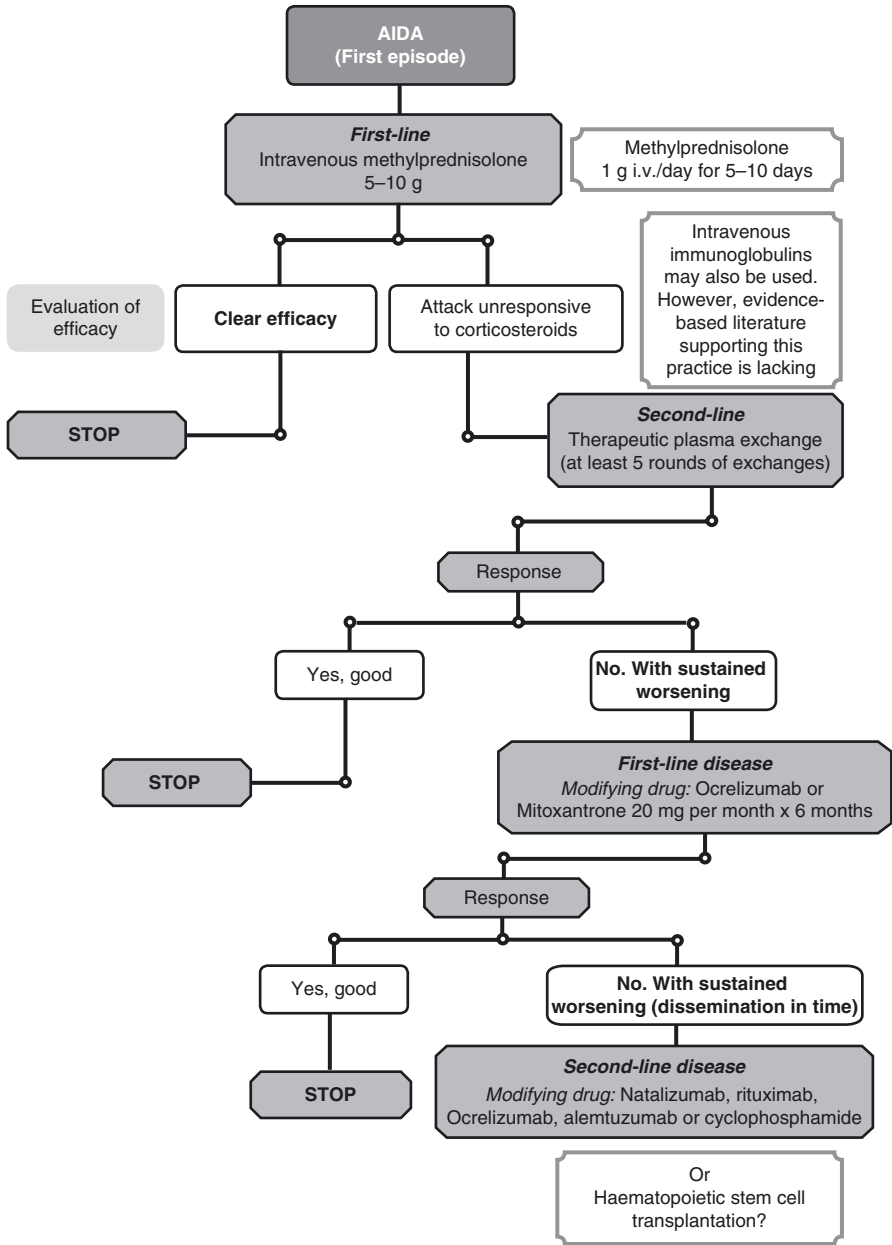 AIDA
(First episode)
First-line
Intravenous methylprednisolone
5–10 g
Methylprednisolone
1 g i.v./day for 5–10 days
Intravenous
immunoglobulins
may also be used.
However, evidence-
based literature
supporting this
practice is lacking
Evaluation of
efficacy
Clear efficacy
Attack unresponsive
to corticosteroids
STOP
Second-line
Therapeutic plasma exchange
(at least 5 rounds of exchanges)
Response
Yes, good
No. With sustained
worsening
STOP
First-line disease
Modifying drug: Ocrelizumab or
Mitoxantrone 20 mg per month x 6 months
Response
Yes, good
No. With sustained
worsening (dissemination in time)
STOP
Second-line disease
Modifying drug: Natalizumab, rituximab,
Ocrelizumab, alemtuzumab or cyclophosphamide
Or
Haematopoietic stem cell
transplantation?